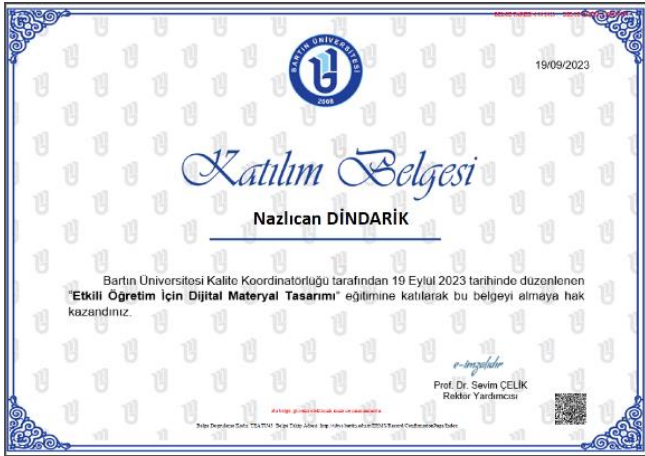 BARTIN ÜNİVERSİTESİ
2008
19/09/2023
Katılım Belgesi
Nazlıcan DİNDARİK
Bartın Üniversitesi Kalite Koordinatörlüğü tarafından 19 Eylül 2023 tarihinde düzenlenen
"Etkili Öğretim İçin Dijital Materyal Tasarımı" eğitimine katılarak bu belgeyi almaya hak
kazandınız.
e-imzalıdır
Prof. Dr. Sevim ÇELİK
Rektör Yardımcısı